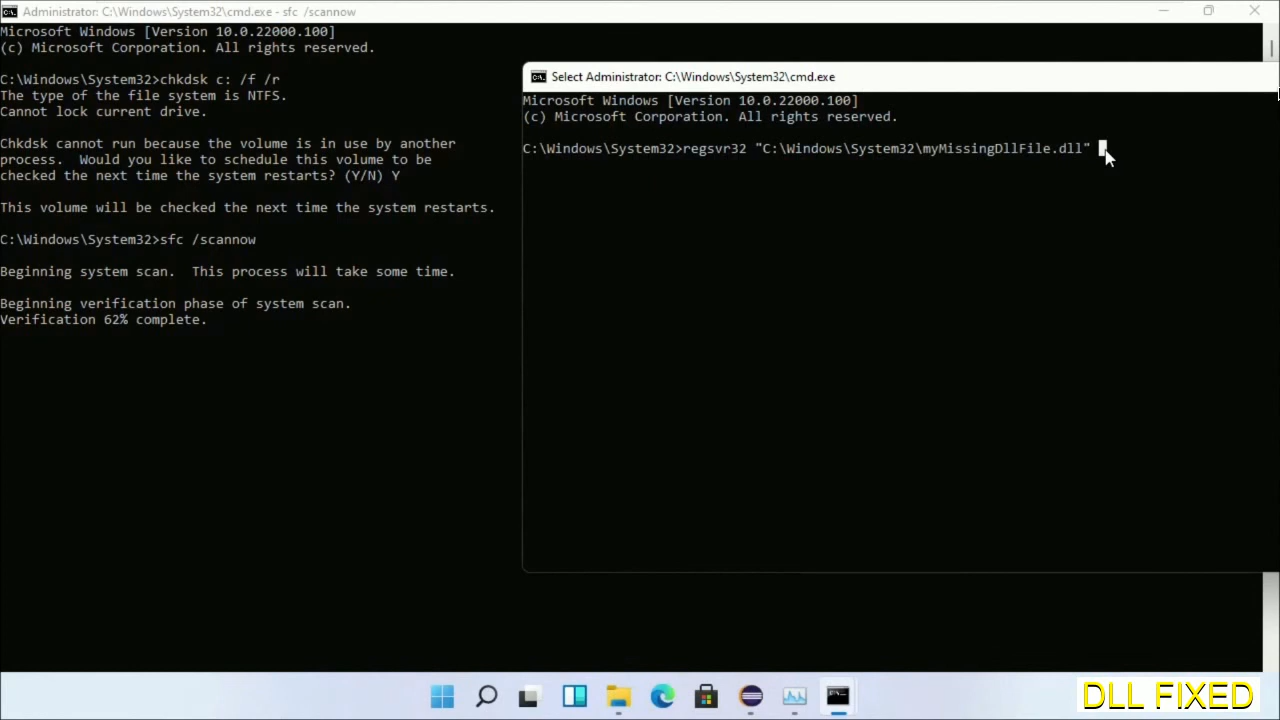 Administrator: C:\Windows\System32\cmd.exe - sfc /scannow
Microsoft Windows [Version 10.0.22000.100]
(c) Microsoft Corporation. All rights reserved.
C:\Windows\System32>chkdsk c: /f /r
The type of the file system is NTFS.
Cannot lock current drive.
Chkdsk cannot run because the volume is in use by another
process.  Would you like to schedule this volume to be
checked the next time the system restarts? (Y/N) Y
This volume will be checked the next time the system restarts.
C:\Windows\System32>sfc /scannow
Beginning system scan.  This process will take some time.
Beginning verification phase of system scan.
Verification 62% complete.
Select Administrator: C:\Windows\System32\cmd.exe
Microsoft Windows [Version 10.0.22000.100]
(c) Microsoft Corporation. All rights reserved.
C:\Windows\System32>regsvr32 "C:\Windows\System32\myMissingDllFile.dll"
DLL FIXED